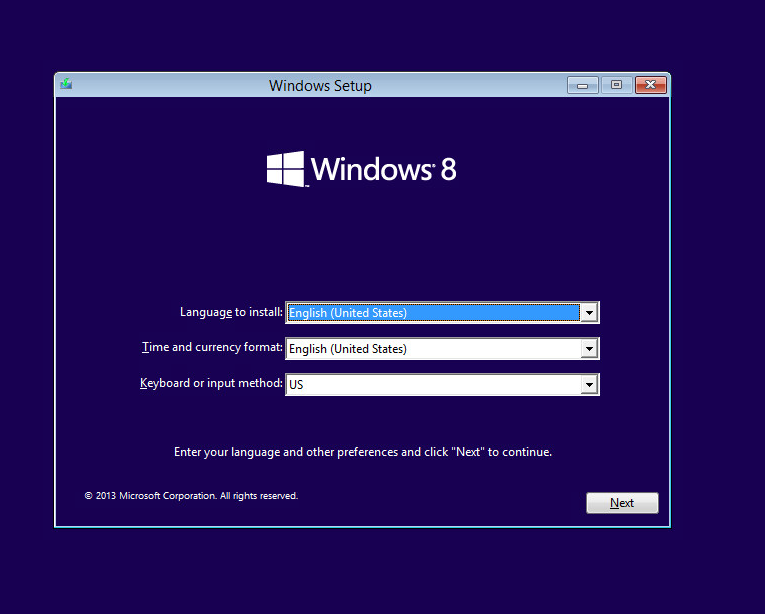 Windows Setup
Windows® 8
™
Language to install: English (United States)
Time and currency format: English (United States)
Keyboard or input method: US
Enter your language and other preferences and click "Next" to continue.
© 2013 Microsoft Corporation. All rights reserved.
Next